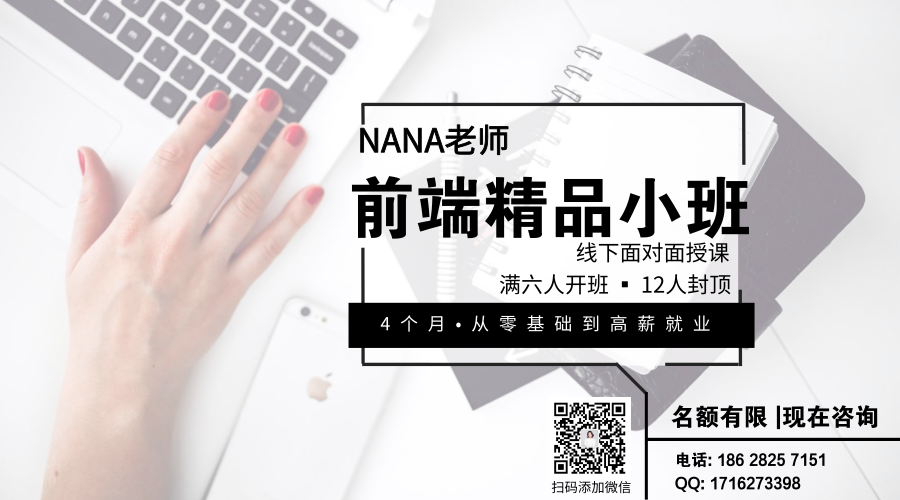 NANA老师
前端精品小班
线下面对面授课
满六人开班 ▪ 12人封顶
4个月•从零基础到高薪就业
名额有限 |现在咨询
电话: 186 2825 7151
QQ: 1716273398
扫码添加微信